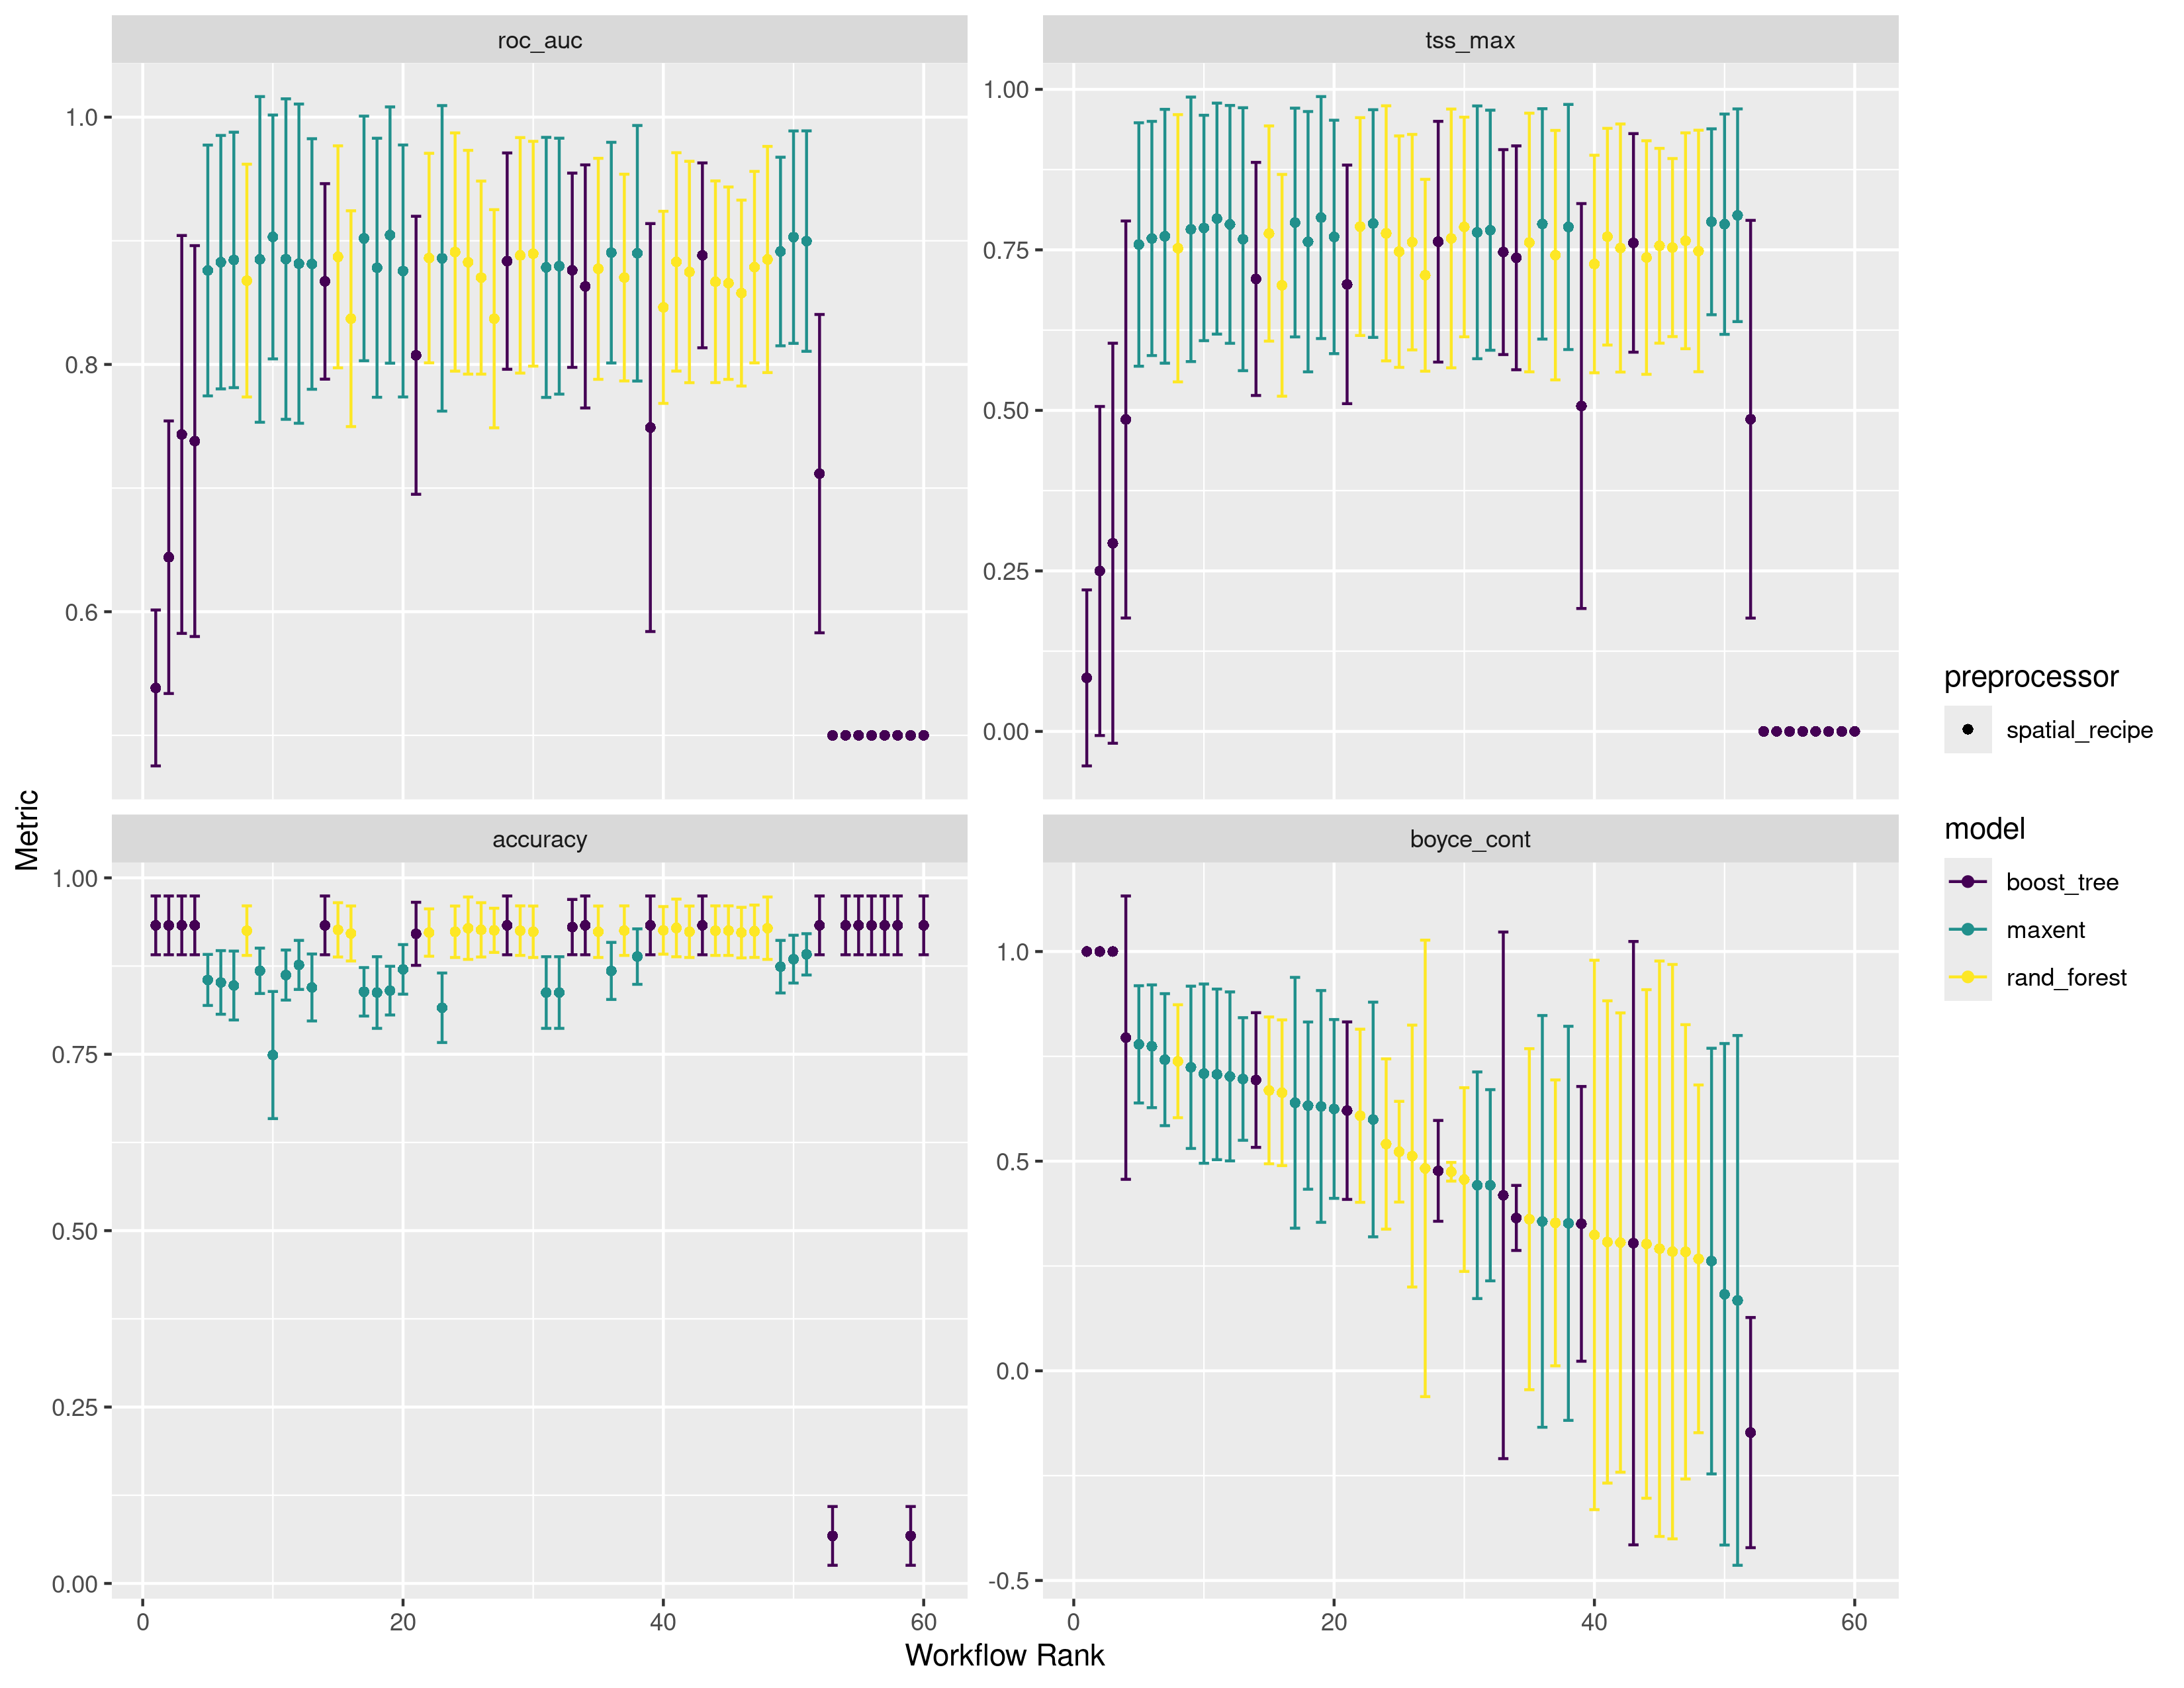 roc_auc
tss_max
1.0
0.8
0.6
1.00
0.75
0.50
0.25
0.00
Metric
accuracy
boyce_cont
1.00
0.75
0.50
0.25
0.00
1.0
0.5
0.0
-0.5
0 20 40 60
0 20 40 60
Workflow Rank
preprocessor
spatial_recipe
model
boost_tree
maxent
rand_forest